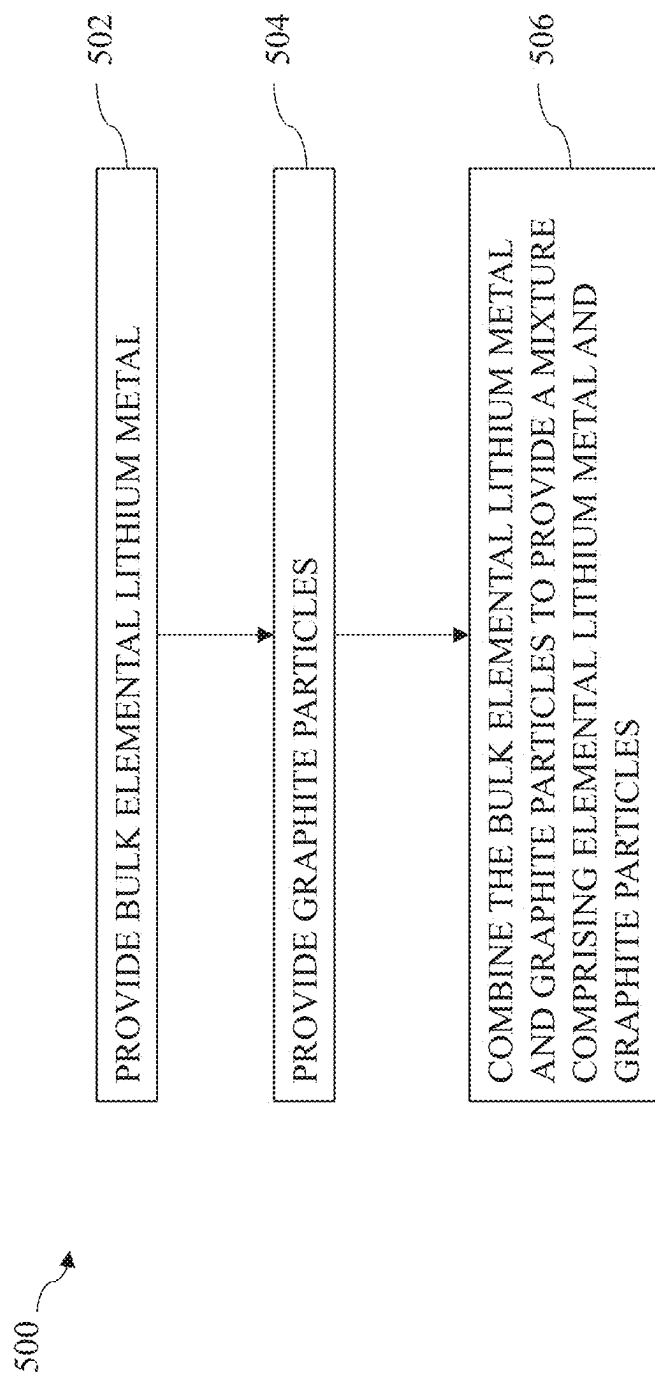 500
PROVIDE BULK ELEMENTAL LITHIUM METAL
502
PROVIDE GRAPHITE PARTICLES
504
COMBINE THE BULK ELEMENTAL LITHIUM METAL
AND GRAPHITE PARTICLES TO PROVIDE A MIXTURE
COMPRISING ELEMENTAL LITHIUM METAL AND
GRAPHITE PARTICLES
506